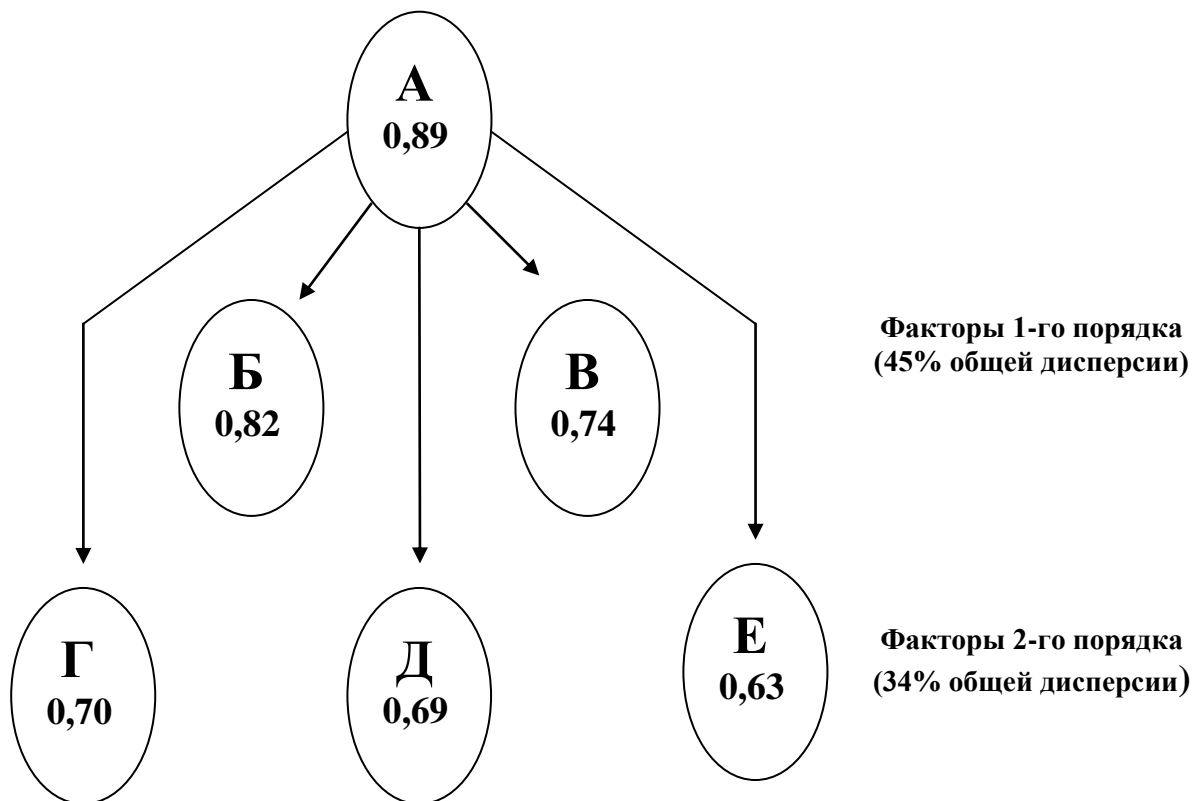 А
0,89
Б
0,82
В
0,74
Факторы 1-го порядка
(45% общей дисперсии)
Г
0,70
Д
0,69
Е
0,63
Факторы 2-го порядка
(34% общей дисперсии)